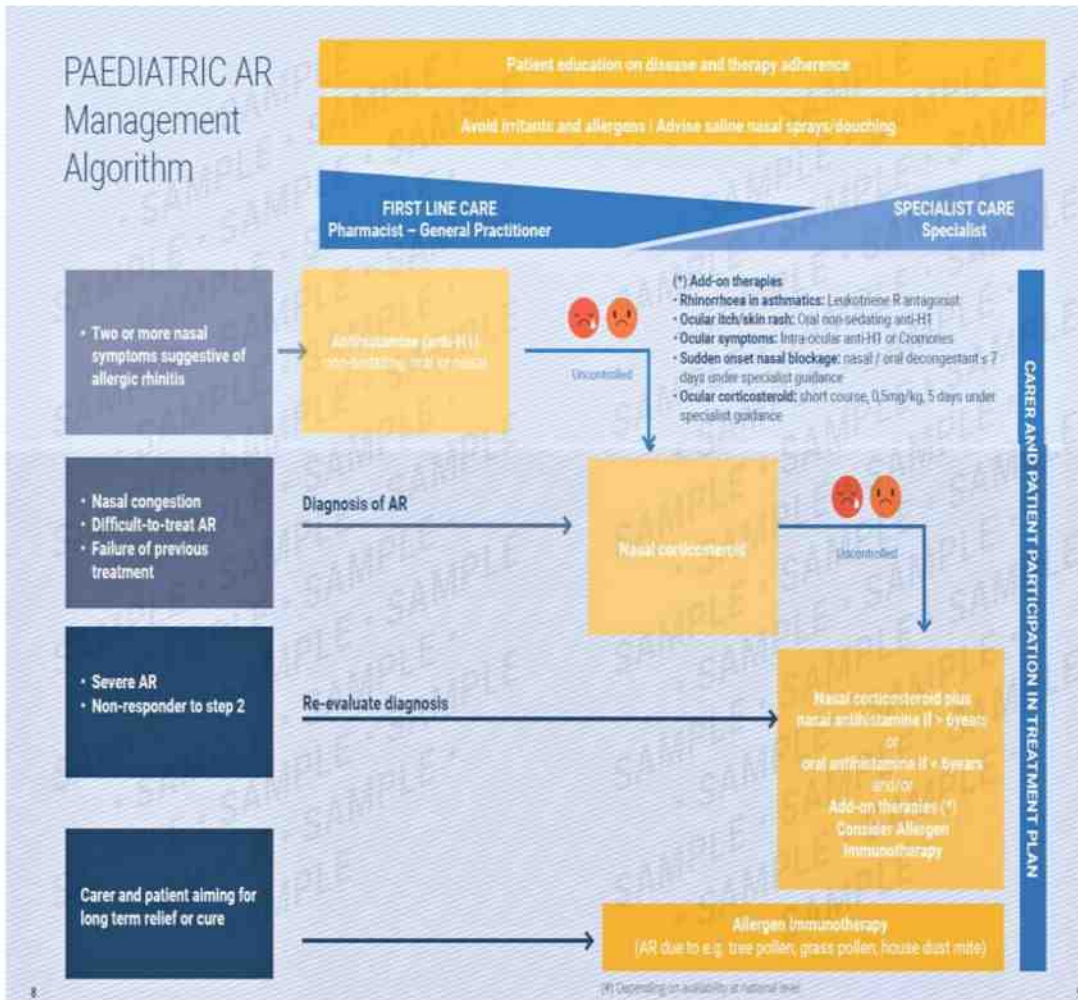 PAEDIATRIC AR
Management
Algorithm
Patient education on disease and therapy adherence
Avoid irritants and allergens | Advise saline nasal sprays/douching
FIRST LINE CARE
Pharmacist – General Practitioner
SPECIALIST CARE
Specialist
• Two or more nasal
symptoms suggestive of
allergic rhinitis
Antihistamine (anti-H1)
non-sedating, oral or nasal
Uncontrolled
(*) Add-on therapies
• Rhinorrhoea in asthmatics: Leukotriene R antagonist
• Ocular itch/skin rash: Oral non-sedating anti-H1
• Ocular symptoms: Intra-ocular anti-H1 or Cromones
• Sudden onset nasal blockage: nasal / oral decongestant ≤ 7
days under specialist guidance
• Ocular corticosteroid: short course, 0,5mg/kg, 5 days under
specialist guidance
• Nasal congestion
• Difficult-to-treat AR
• Failure of previous
treatment
Diagnosis of AR
Nasal corticosteroid
Uncontrolled
• Severe AR
• Non-responder to step 2
Re-evaluate diagnosis
Nasal corticosteroid plus
nasal antihistamine if > 6years
or
oral antihistamine if < 6years
and/or
Add-on therapies (*)
Consider Allergen
Immunotherapy
Carer and patient aiming for
long term relief or cure
Allergen Immunotherapy
(AR due to e.g. tree pollen, grass pollen, house dust mite)
CARER AND PATIENT PARTICIPATION IN TREATMENT PLAN
8
(#) Depending on availability at national level
SAMPLE • SAMPLE • SAMPLE